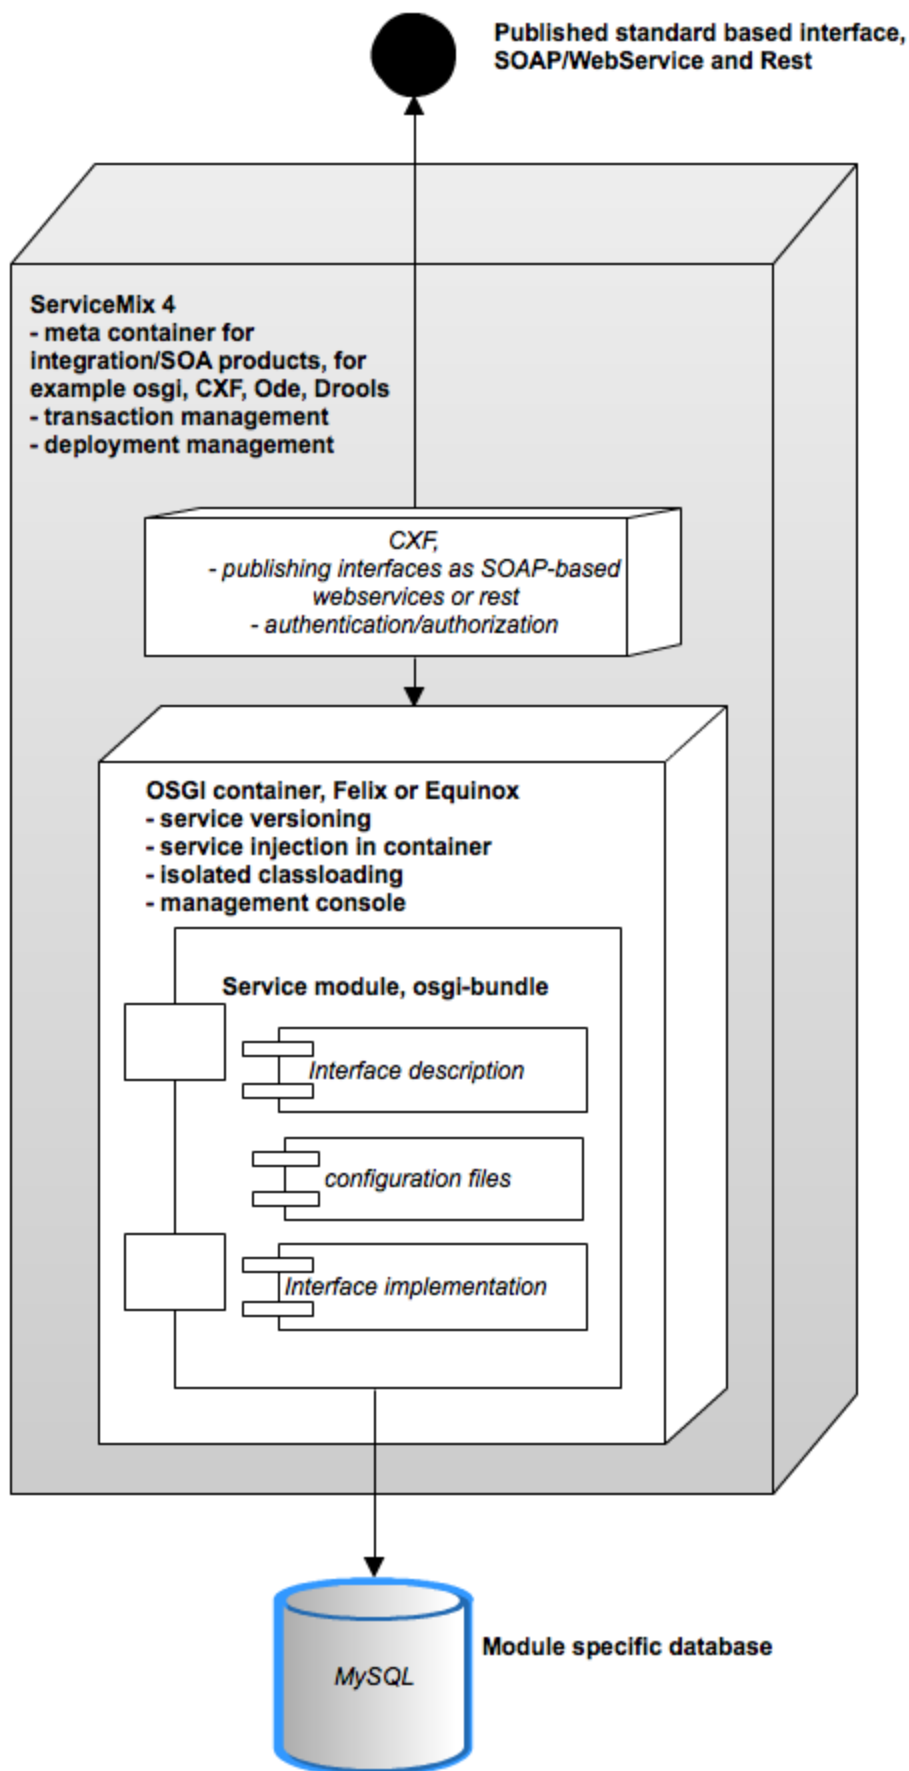 Published standard based interface,
SOAP/WebService and Rest
ServiceMix 4
- meta container for
integration/SOA products, for
example osgi, CXF, Ode, Drools
- transaction management
- deployment management
CXF,
- publishing interfaces as SOAP-based
webservices or rest
- authentication/authorization
OSGI container, Felix or Equinox
- service versioning
- service injection in container
- isolated classloading
- management console
Service module, osgi-bundle
Interface description
configuration files
Interface implementation
Module specific database
MySQL